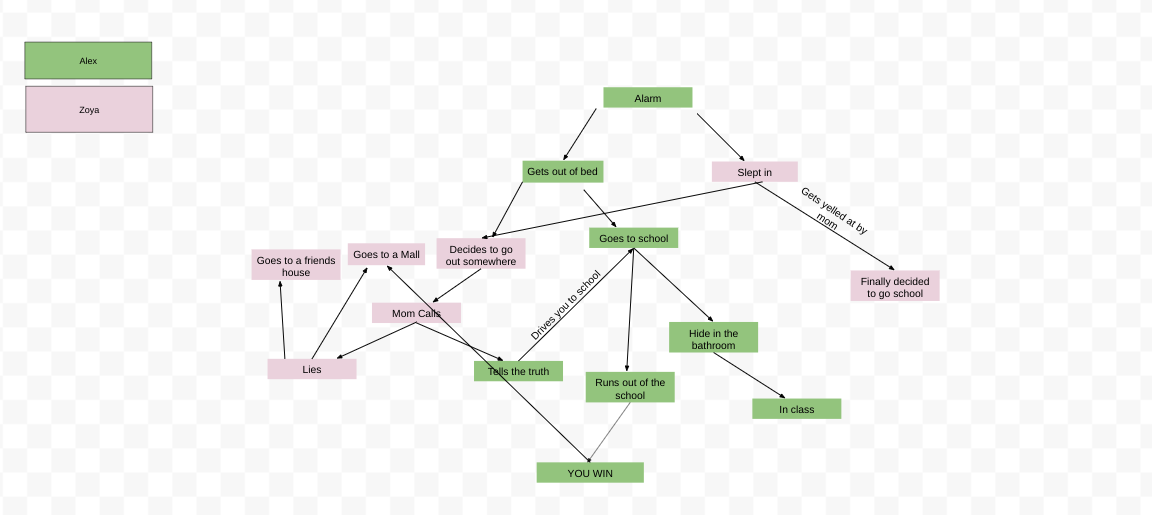 Alex
Zoya
Alarm
Gets out of bed
Slept in
Gets yelled at by
mom
Goes to school
Decides to go
out somewhere
Goes to a Mall
Goes to a friends
house
Finally decided
to go school
Mom Calls
Drives you to school
Hide in the
bathroom
Lies
Tells the truth
Runs out of the
school
In class
YOU WIN